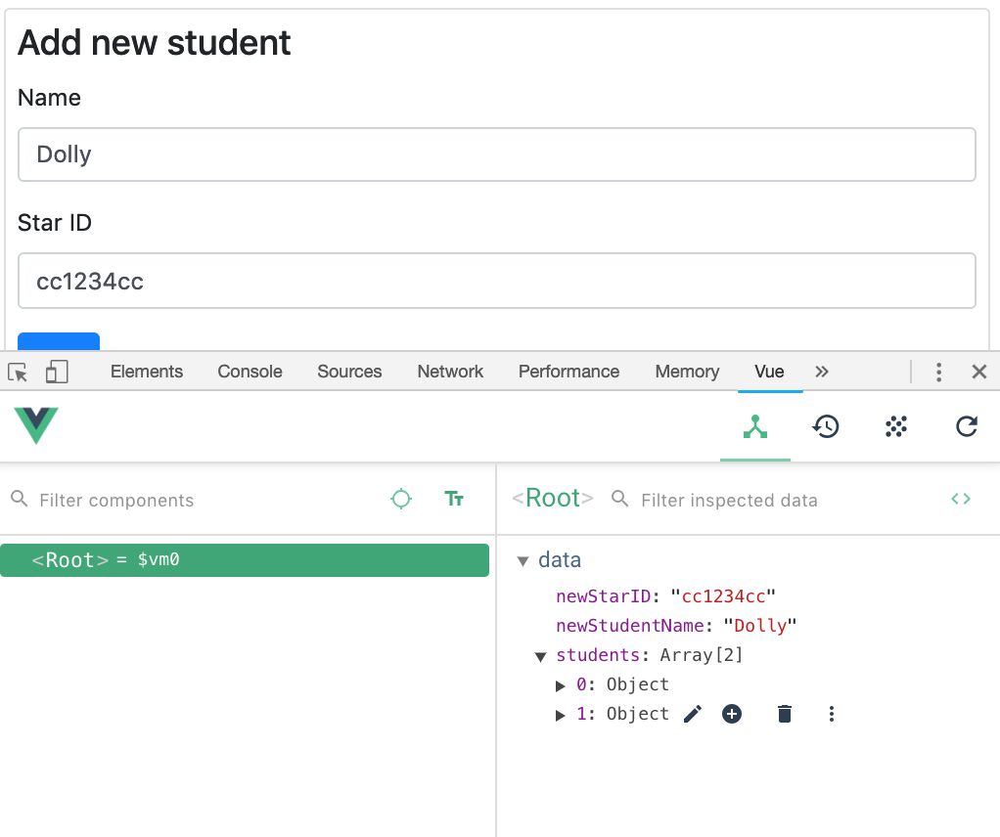 Add new student
Name
Dolly
Star ID
cc1234cc
Elements Console Sources Network Performance Memory Vue »
Filter components
<Root> Filter inspected data <>
<Root> = $vm0
data
newStarID: "cc1234cc"
newStudentName: "Dolly"
students: Array[2]
0: Object
1: Object